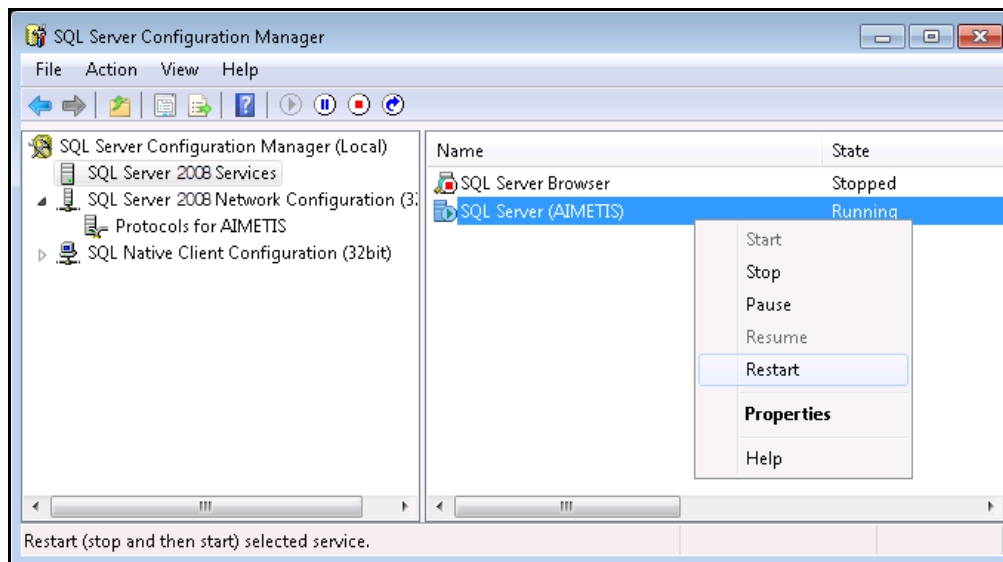 SQL Server Configuration Manager
File Action View Help
SQL Server Configuration Manager (Local)
SQL Server 2008 Services
SQL Server 2008 Network Configuration (3
Protocols for AIMETIS
SQL Native Client Configuration (32bit)
Name State
SQL Server Browser Stopped
SQL Server (AIMETIS) Running
Start
Stop
Pause
Resume
Restart
Properties
Help
Restart (stop and then start) selected service.